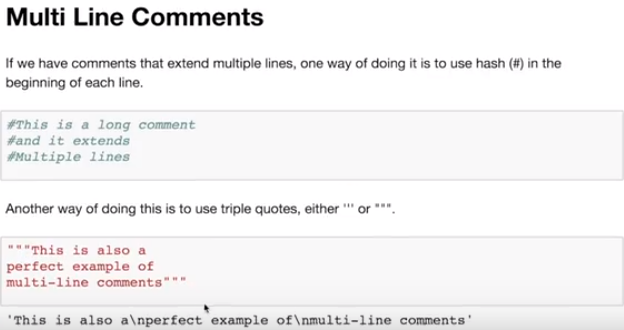 Multi Line Comments
If we have comments that extend multiple lines, one way of doing it is to use hash (#) in the
beginning of each line.
#This is a long comment
#and it extends
#Multiple lines
Another way of doing this is to use triple quotes, either ''' or """.
"""This is also a
perfect example of
multi-line comments"""
'This is also a\nperfect example of\nmulti-line comments'